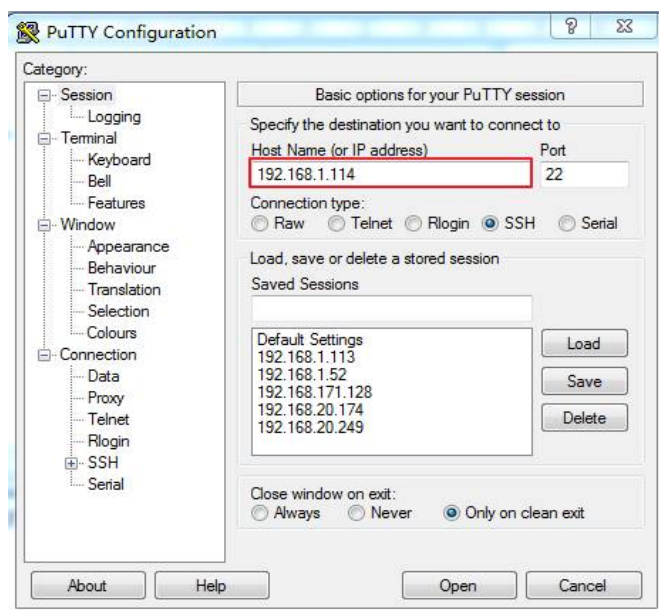 PuTTY Configuration
Category:
Session
Logging
Terminal
Keyboard
Bell
Features
Window
Appearance
Behaviour
Translation
Selection
Colours
Connection
Data
Proxy
Telnet
Rlogin
SSH
Serial
Basic options for your PuTTY session
Specify the destination you want to connect to
Host Name (or IP address) Port
192.168.1.114 22
Connection type:
Raw Telnet Rlogin SSH Serial
Load, save or delete a stored session
Saved Sessions
Default Settings
192.168.1.113
192.168.1.52
192.168.171.128
192.168.20.174
192.168.20.249
Load
Save
Delete
Close window on exit:
Always Never Only on clean exit
About Help Open Cancel